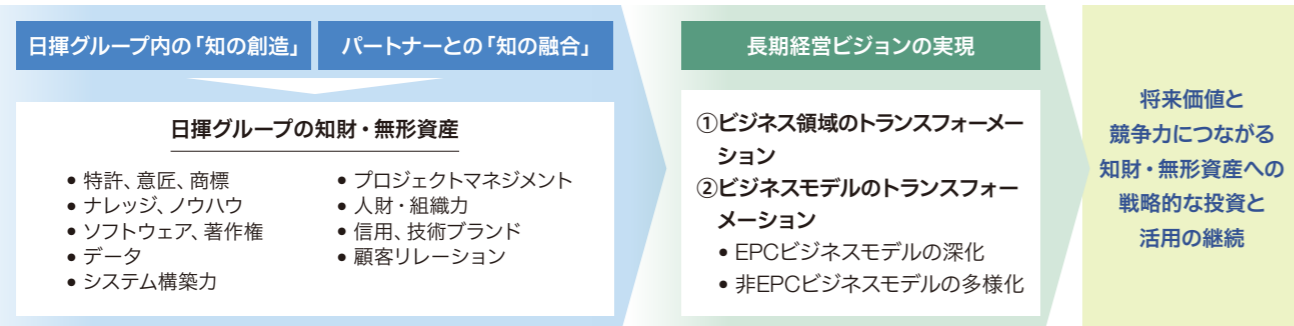 日揮グループ内の「知の創造」
パートナーとの「知の融合」
日揮グループの知財・無形資産
• 特許、意匠、商標
• ナレッジ、ノウハウ
• ソフトウェア、著作権
• データ
• システム構築力
• プロジェクトマネジメント
• 人財・組織力
• 信用、技術ブランド
• 顧客リレーション
長期経営ビジョンの実現
①ビジネス領域のトランスフォーメー
ション
②ビジネスモデルのトランスフォー
メーション
• EPCビジネスモデルの深化
• 非EPCビジネスモデルの多様化
将来価値と
競争力につながる
知財・無形資産への
戦略的な投資と
活用の継続